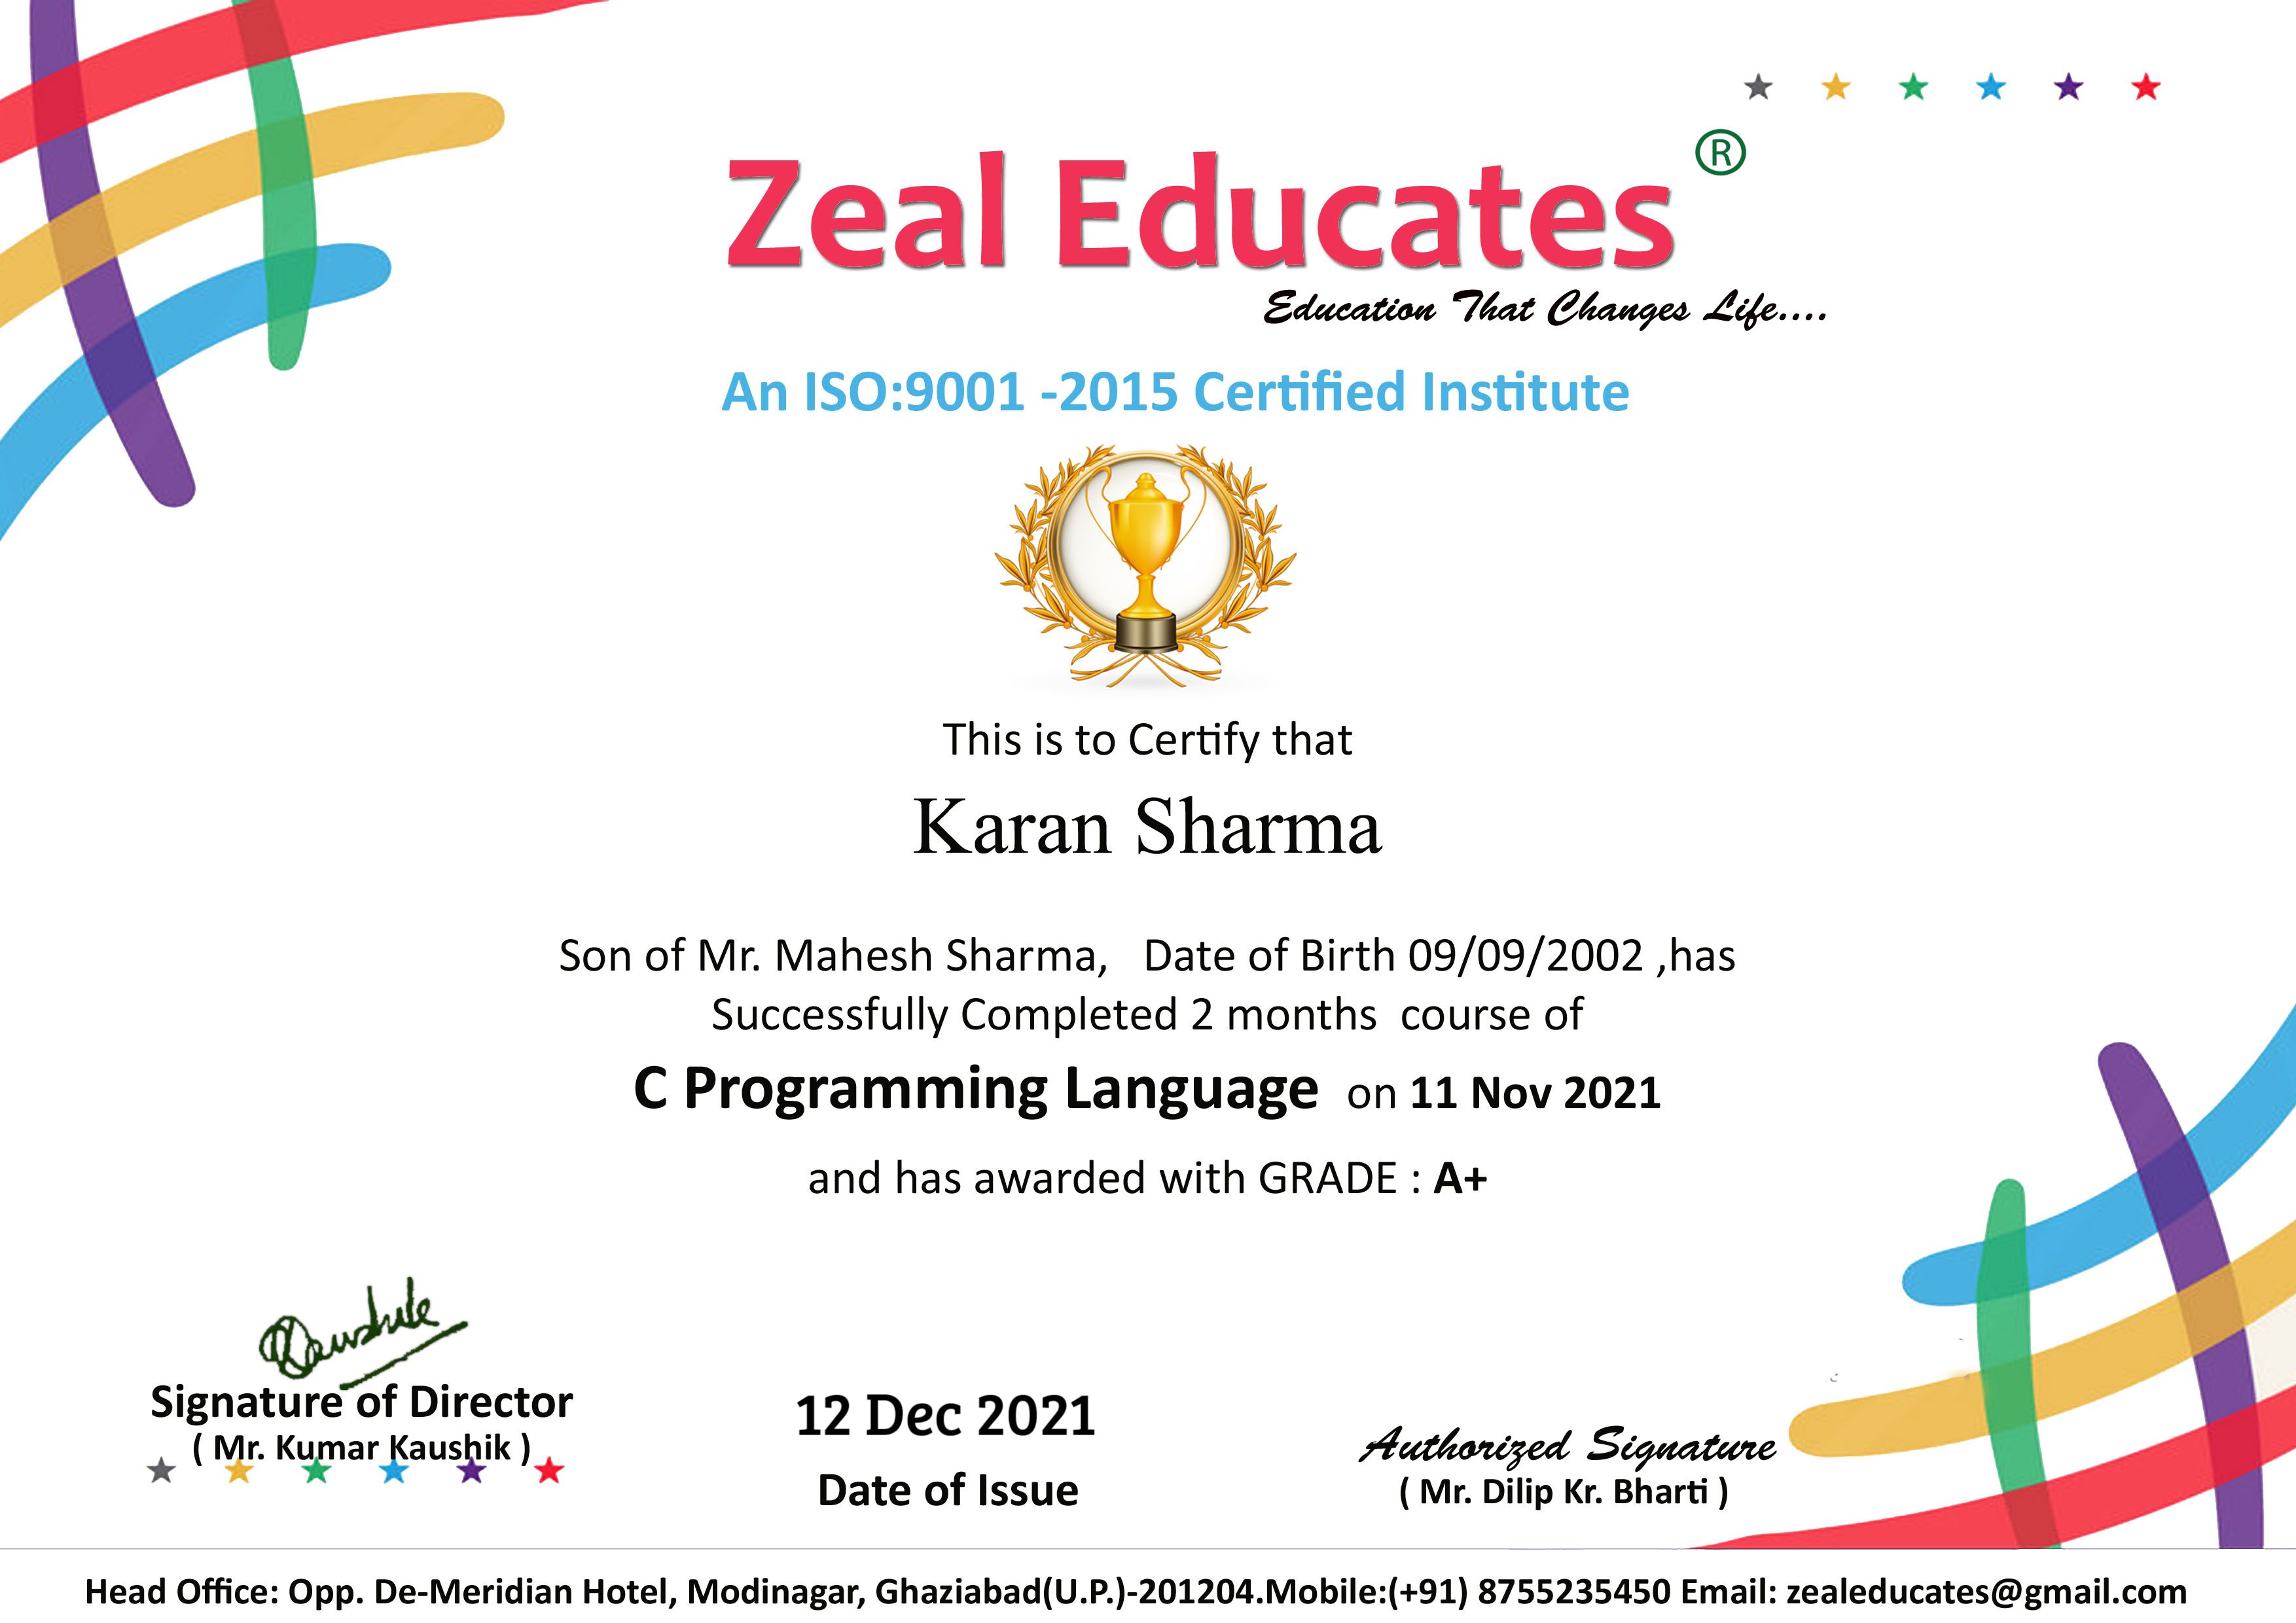 Zeal Educates ®
Education That Changes Life....
An ISO:9001 -2015 Certified Institute
This is to Certify that
Karan Sharma
Son of Mr. Mahesh Sharma,   Date of Birth 09/09/2002 ,has
Successfully Completed 2 months  course of
C Programming Language  on 11 Nov 2021
and has awarded with GRADE : A+
Kaushik
Signature of Director
( Mr. Kumar Kaushik )
12 Dec 2021
Date of Issue
Authorized Signature
( Mr. Dilip Kr. Bharti )
Head Office: Opp. De-Meridian Hotel, Modinagar, Ghaziabad(U.P.)-201204.Mobile:(+91) 8755235450 Email: zealeducates@gmail.com